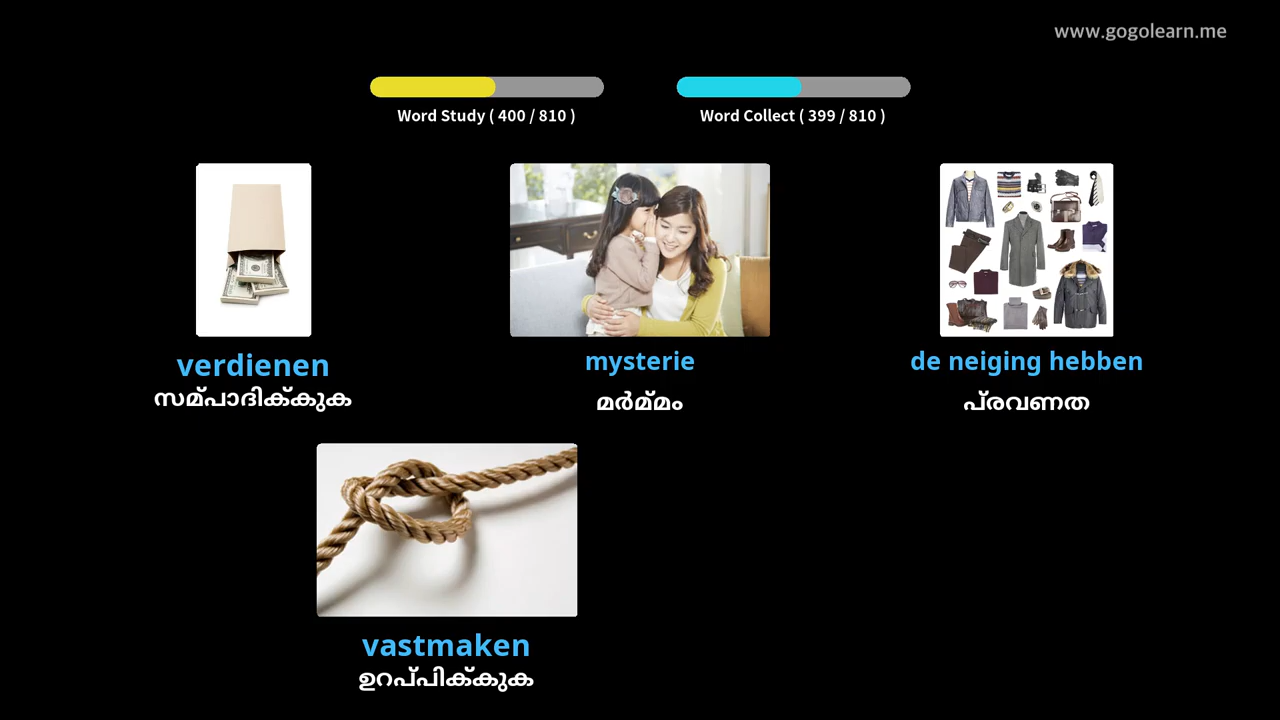 www.gogolearn.me
Word Study ( 400 / 810 )
Word Collect ( 399 / 810 )
verdienen
സമ്പാദിക്കുക
mysterie
മർമ്മം
de neiging hebben
പ്രവണത
vastmaken
ഉറപ്പിക്കുക